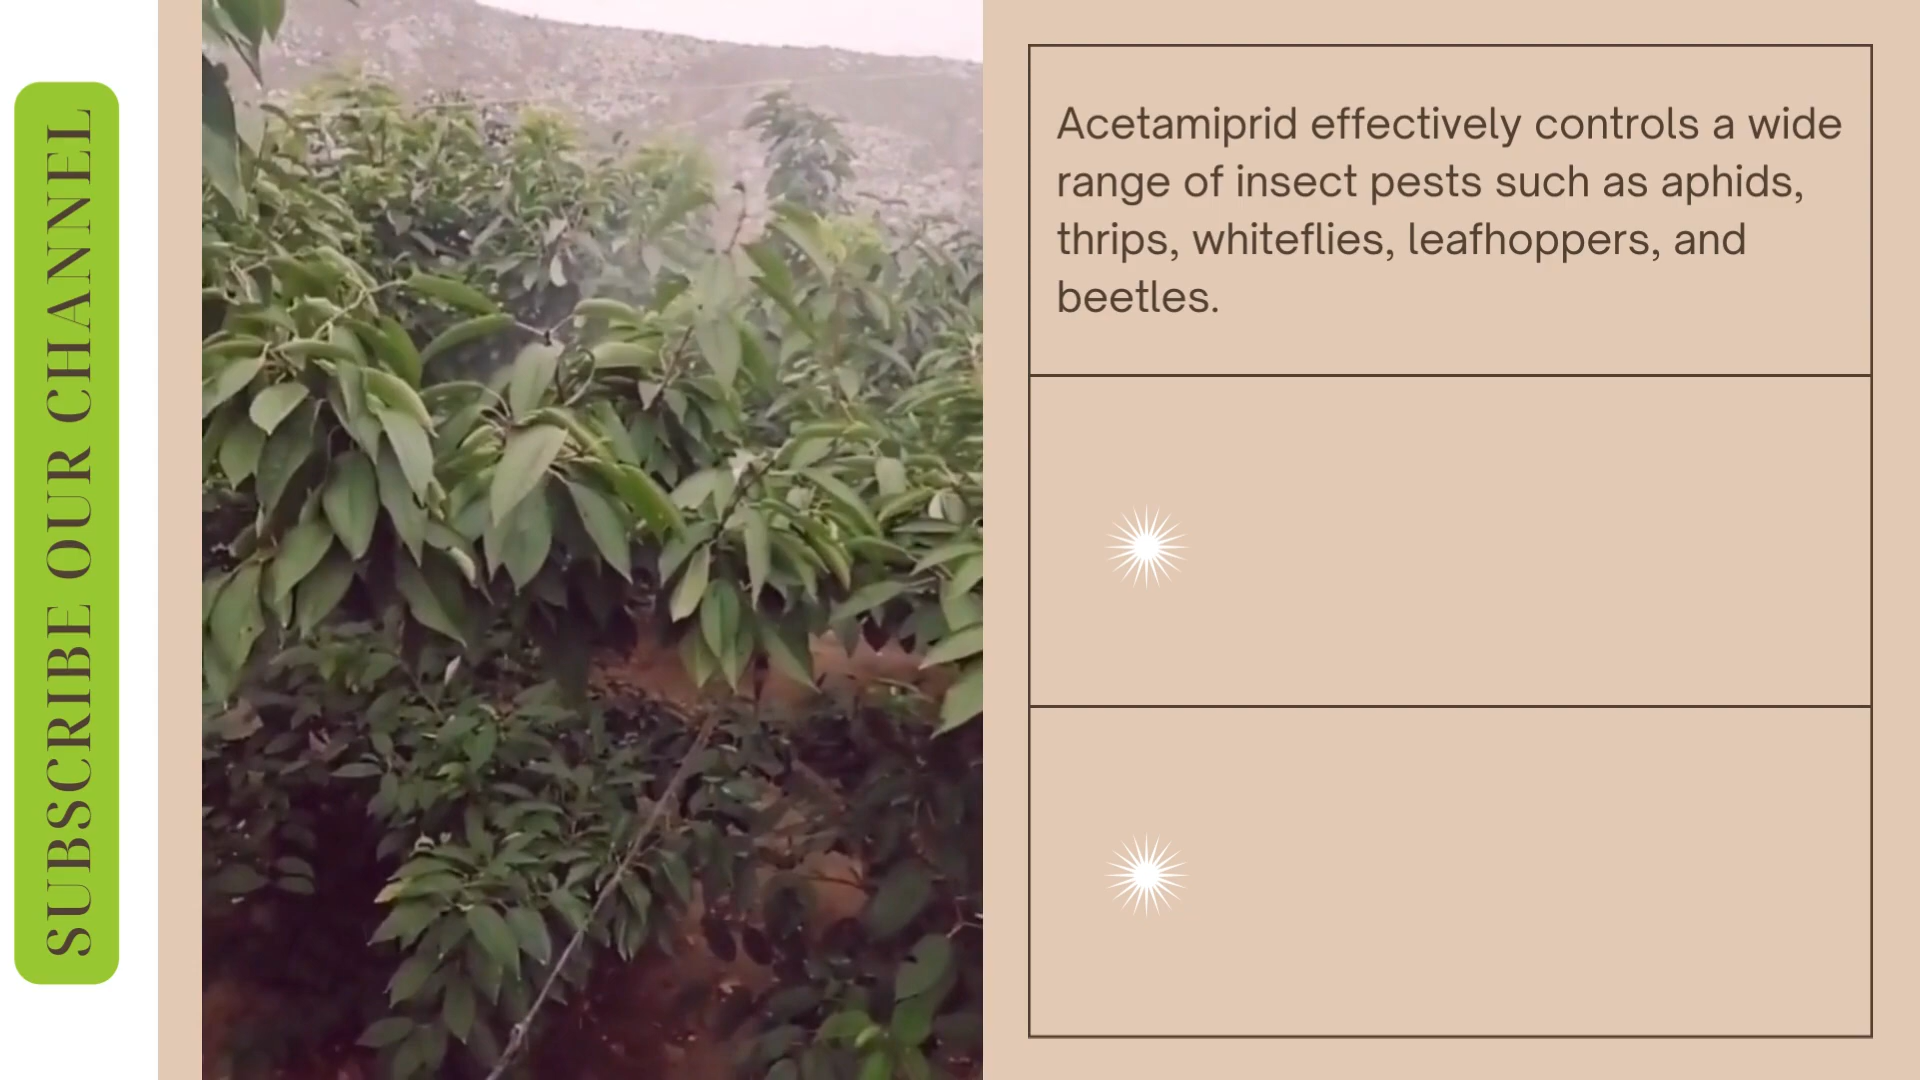 SUBSCRIBE OUR CHANNEL
Acetamiprid effectively controls a wide
range of insect pests such as aphids,
thrips, whiteflies, leafhoppers, and
beetles.